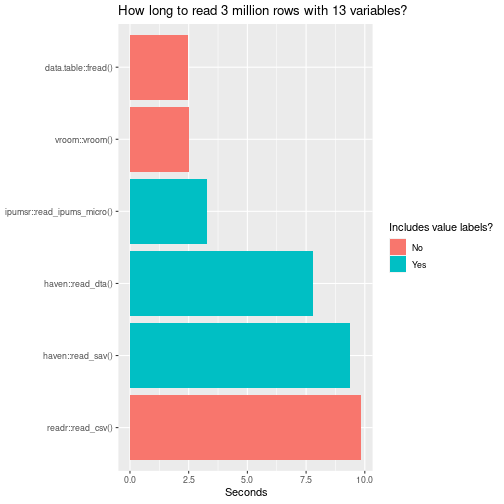 How long to read 3 million rows with 13 variables?
data.table::fread()
vroom::vroom()
ipumsr::read_ipums_micro()
haven::read_dta()
haven::read_sav()
readr::read_csv()
0.0 2.5 5.0 7.5 10.0
Seconds
Includes value labels?
No
Yes